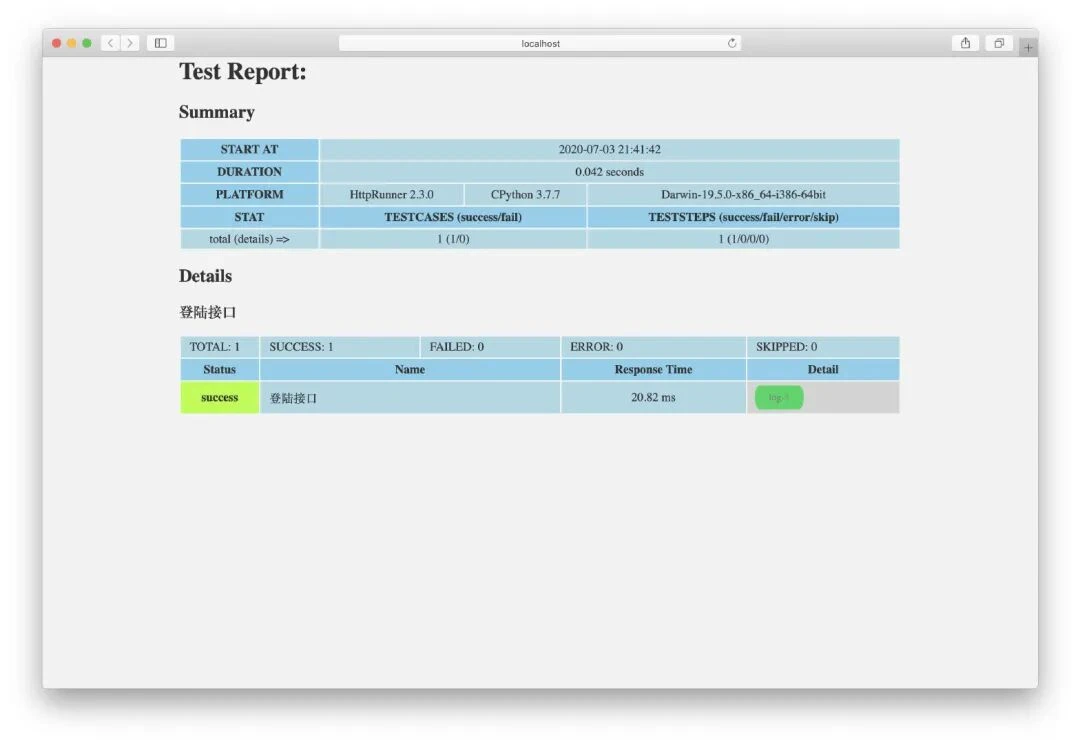 localhost
Test Report:
Summary
START AT 2020-07-03 21:41:42
DURATION 0.042 seconds
PLATFORM HttpRunner 2.3.0 CPython 3.7.7 Darwin-19.5.0-x86_64-i386-64bit
STAT TESTCASES (success/fail) TESTSTEPS (success/fail/error/skip)
total (details) => 1 (1/0) 1 (1/0/0/0)
Details
登陆接口
TOTAL: 1 SUCCESS: 1 FAILED: 0 ERROR: 0 SKIPPED: 0
Status Name Response Time Detail
success 登陆接口 20.82 ms log-1